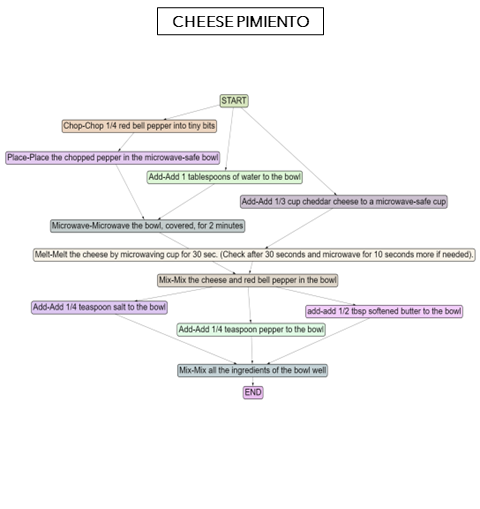 CHEESE PIMIENTO
START
Chop-Chop 1/4 red bell pepper into tiny bits
Place-Place the chopped pepper in the microwave-safe bowl
Add-Add 1 tablespoons of water to the bowl
Add-Add 1/3 cup cheddar cheese to a microwave-safe cup
Microwave-Microwave the bowl, covered, for 2 minutes
Melt-Melt the cheese by microwaving cup for 30 sec. (Check after 30 seconds and microwave for 10 seconds more if needed).
Mix-Mix the cheese and red bell pepper in the bowl
Add-Add 1/4 teaspoon salt to the bowl
add-add 1/2 tbsp softened butter to the bowl
Add-Add 1/4 teaspoon pepper to the bowl
Mix-Mix all the ingredients of the bowl well
END